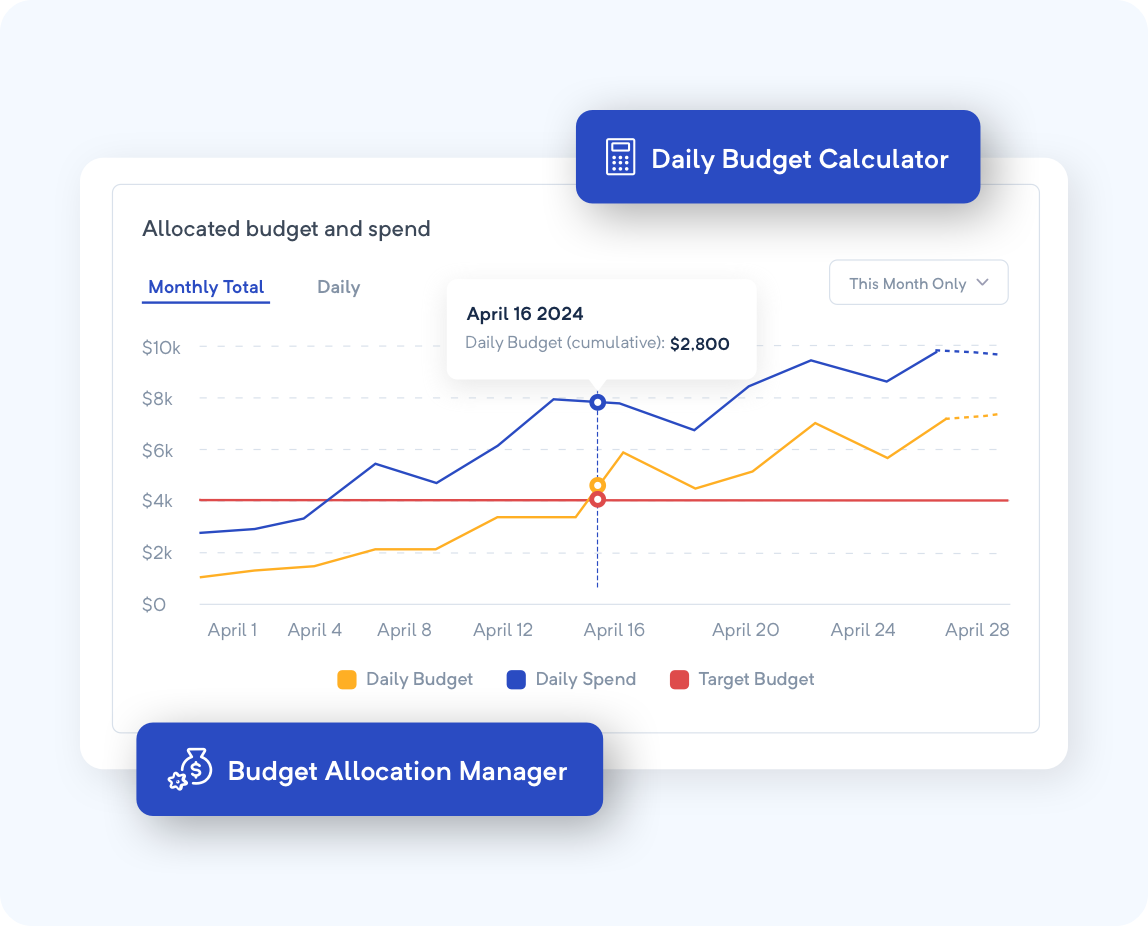 Daily Budget Calculator
Allocated budget and spend
Monthly Total
Daily
This Month Only
April 16 2024
Daily Budget (cumulative): $2,800
$10k
$8k
$6k
$4k
$2k
$0
April 1 April 4 April 8 April 12 April 16 April 20 April 24 April 28
Daily Budget Daily Spend Target Budget
$
Budget Allocation Manager